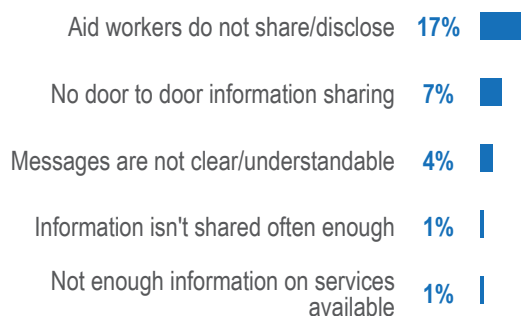 Aid workers do not share/disclose 17%
No door to door information sharing 7%
Messages are not clear/understandable 4%
Information isn't shared often enough 1%
Not enough information on services
available 1%